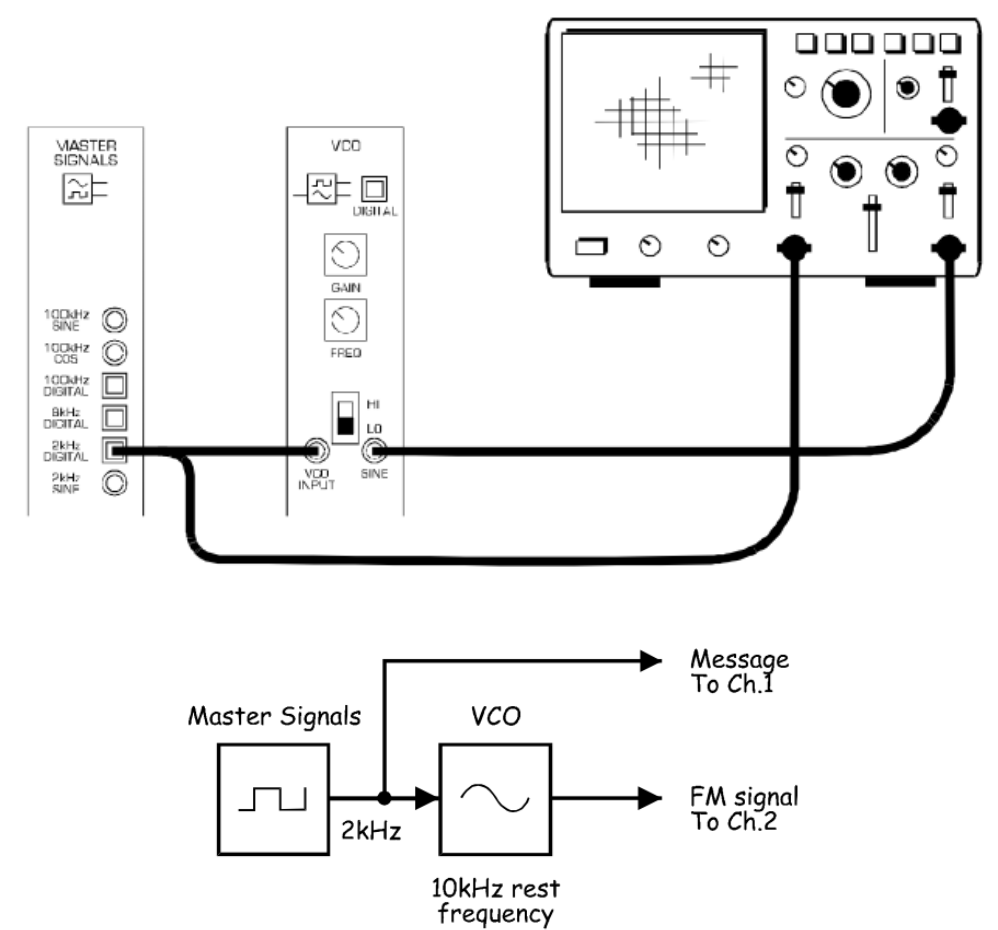 MASTER
SIGNALS
100kHz
SINE
100kHz
COS
100kHz
DIGITAL
8kHz
DIGITAL
2kHz
DIGITAL
2kHz
SINE
VCO
DIGITAL
GAIN
FREQ
HI
LO
VCO
INPUT
SINE
Master Signals
2kHz
VCO
10kHz rest
frequency
Message
To Ch.1
FM signal
To Ch.2